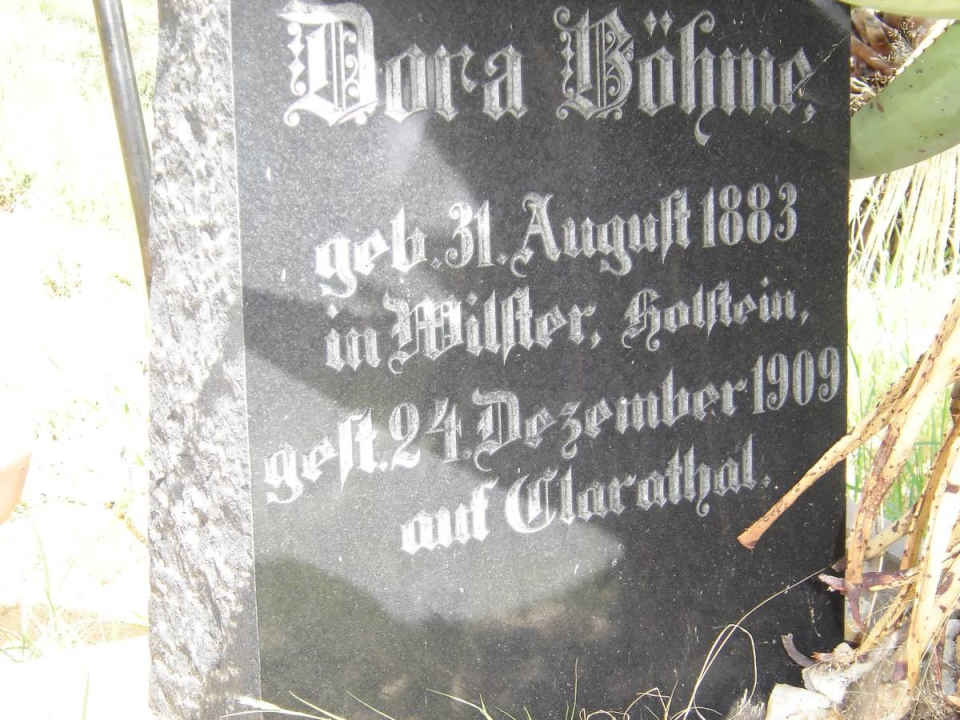 Dora Böhme,
geb. 31. August 1883
in Wilster, Holstein,
gest. 24. Dezember 1909
auf Clarathal.